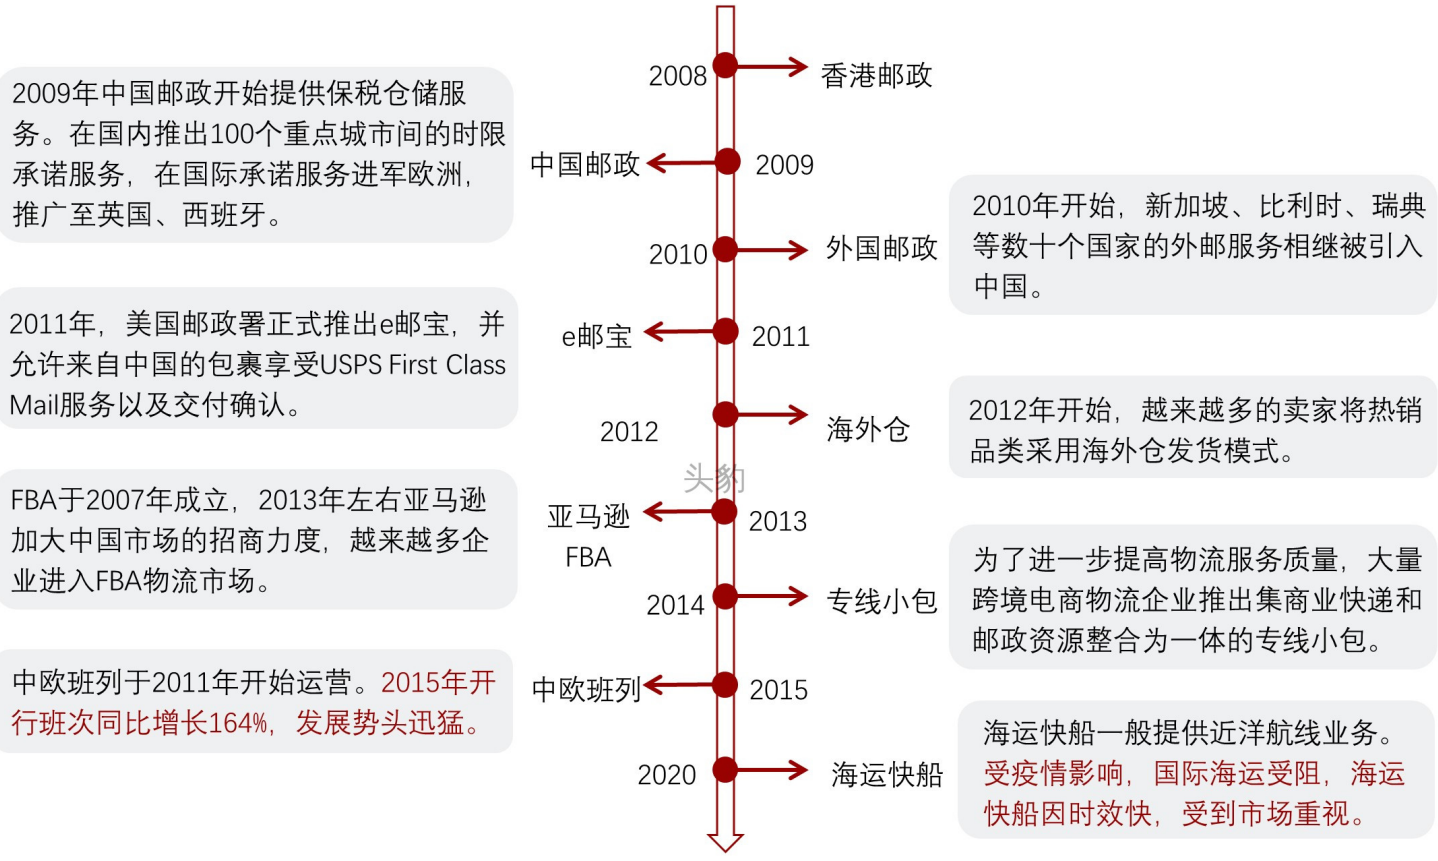 2008
香港邮政
2009年中国邮政开始提供保税仓储服
务。在国内推出100个重点城市间的时限
承诺服务，在国际承诺服务进军欧洲，
推广至英国、西班牙。
中国邮政
2009
2010
外国邮政
2010年开始，新加坡、比利时、瑞典
等数十个国家的外邮服务相继被引入
中国。
2011年，美国邮政署正式推出e邮宝，并
允许来自中国的包裹享受USPS First Class
Mail服务以及交付确认。
e邮宝
2011
2012
海外仓
2012年开始，越来越多的卖家将热销
品类采用海外仓发货模式。
头豹
FBA于2007年成立，2013年左右亚马逊
加大中国市场的招商力度，越来越多企
业进入FBA物流市场。
亚马逊
FBA
2013
2014
专线小包
为了进一步提高物流服务质量，大量
跨境电商物流企业推出集商业快递和
邮政资源整合为一体的专线小包。
中欧班列于2011年开始运营。2015年开
行班次同比增长164%，发展势头迅猛。
中欧班列
2015
2020
海运快船
海运快船一般提供近洋航线业务。
受疫情影响，国际海运受阻，海运
快船因时效快，受到市场重视。